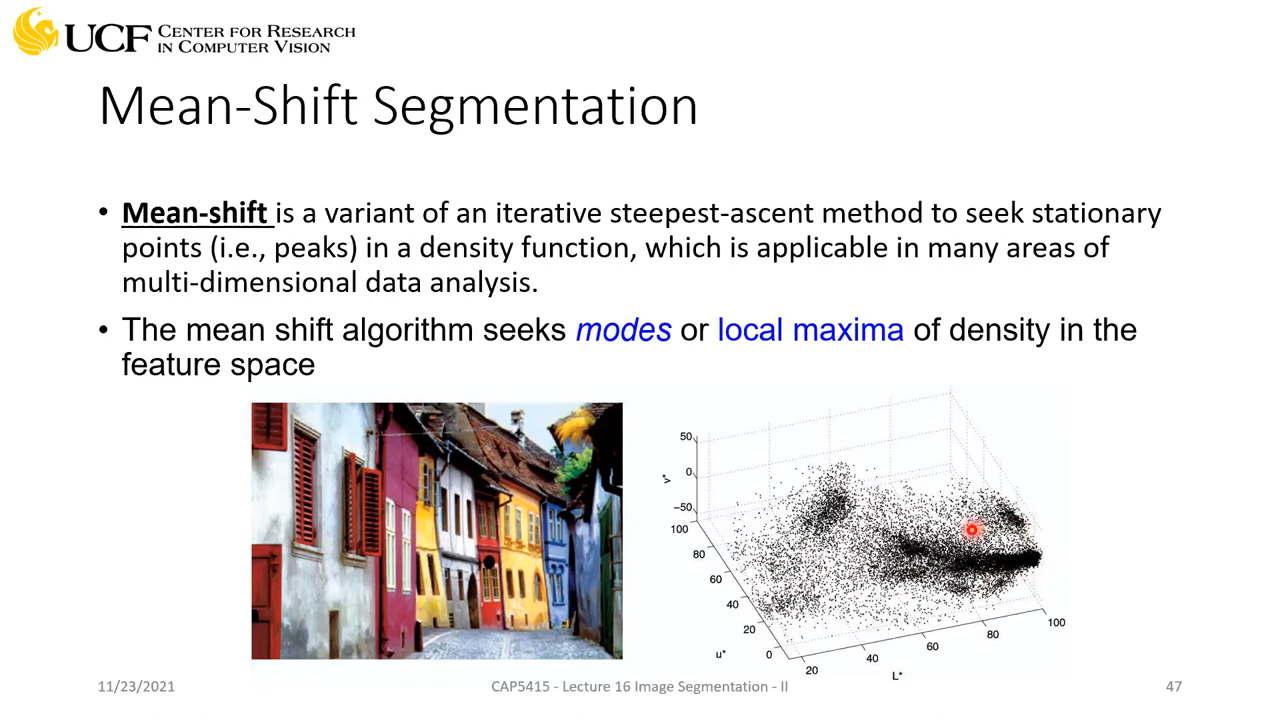 UCF CENTER FOR RESEARCH
IN COMPUTER VISION
Mean-Shift Segmentation
• Mean-shift is a variant of an iterative steepest-ascent method to seek stationary
points (i.e., peaks) in a density function, which is applicable in many areas of
multi-dimensional data analysis.
• The mean shift algorithm seeks modes or local maxima of density in the
feature space
50
0
−50
v*
100
80
60
40
20
0
u*
20
40
60
80
100
L*
11/23/2021
CAP5415 - Lecture 16 Image Segmentation - II
47